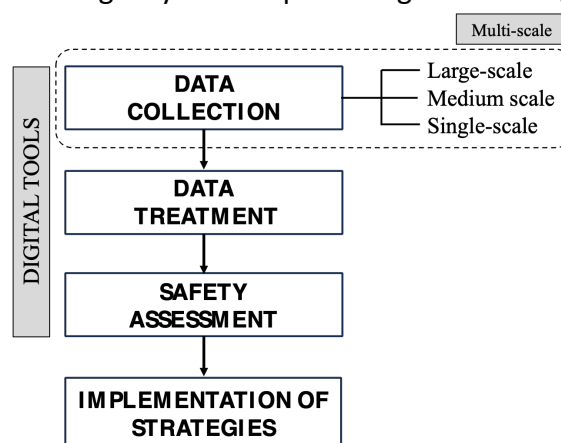 Multi-scale
DATA
COLLECTION
Large-scale
Medium scale
Single-scale
DIGITAL TOOLS
DATA
TREATMENT
SAFETY
ASSESSMENT
IMPLEMENTATION OF
STRATEGIES